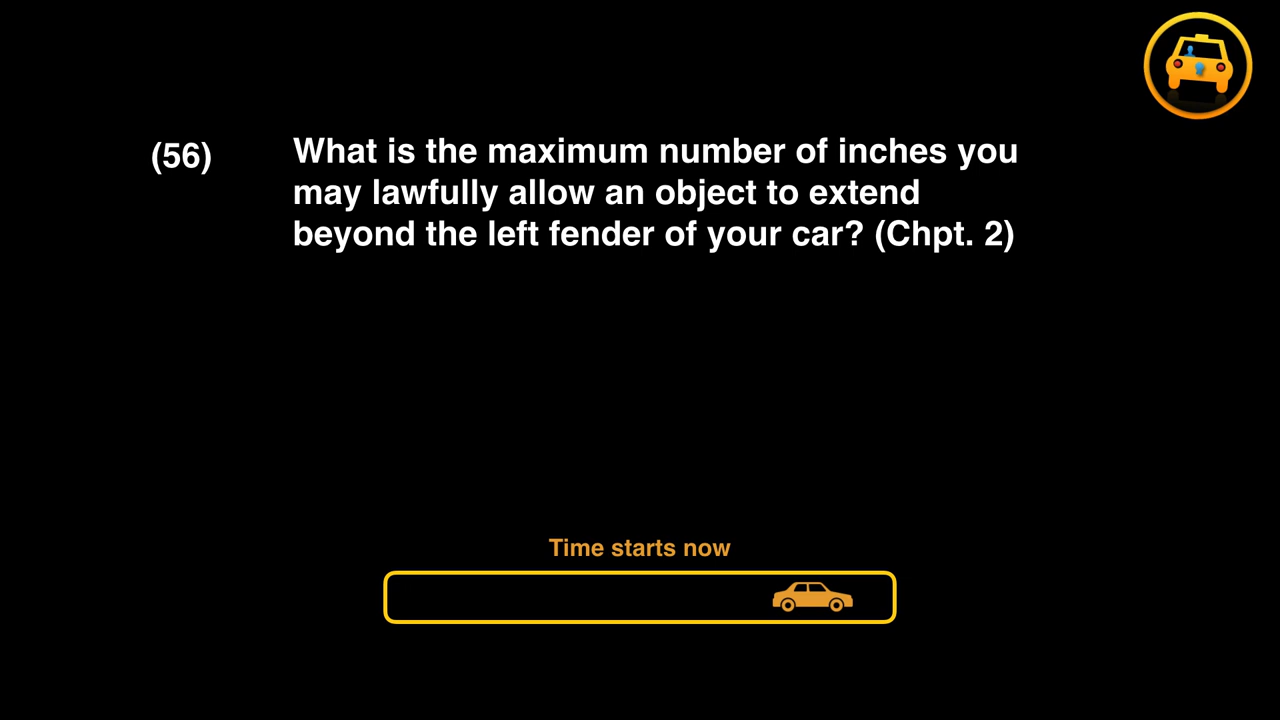 (56)
What is the maximum number of inches you
may lawfully allow an object to extend
beyond the left fender of your car? (Chpt. 2)
Time starts now